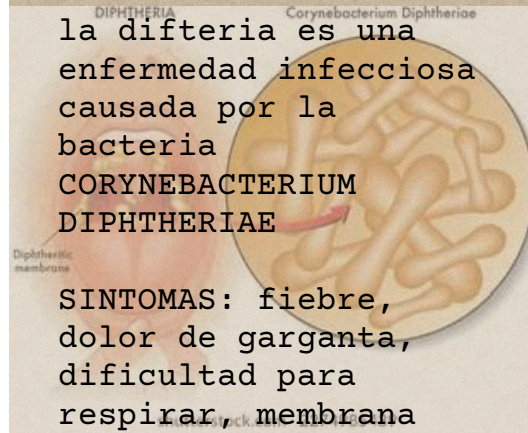 DIPHTHERIA
Corynebacterium Diphtheriae
la difteria es una
enfermedad infecciosa
causada por la
bacteria
CORYNEBACTERIUM
DIPHTHERIAE
Diphtheritic
membrane
SINTOMAS: fiebre,
dolor de garganta,
dificultad para
respirar, membrana